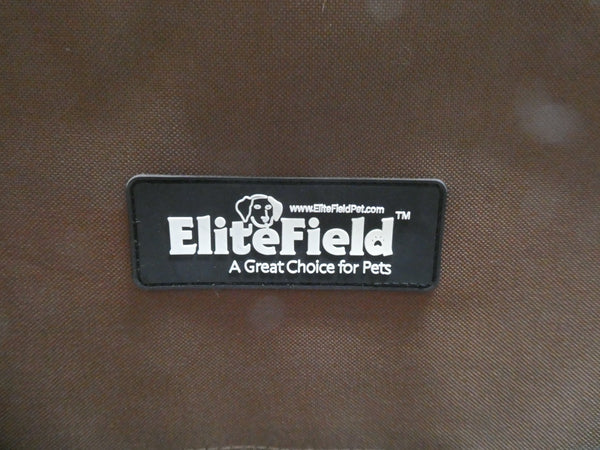 www.EliteFieldPet.com
EliteField™
A Great Choice for Pets